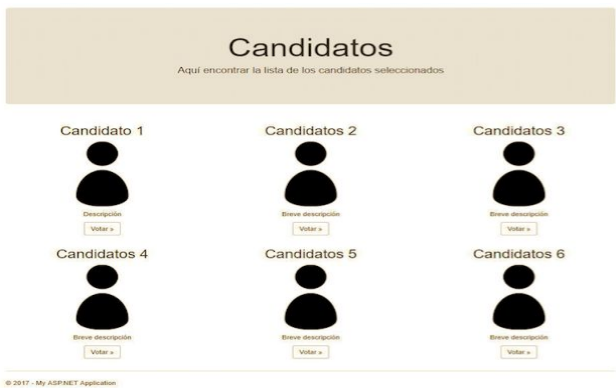 Candidatos
Aquí encontrar la lista de los candidatos seleccionados
Candidato 1
Candidatos 2
Candidatos 3
Descripción
Breve descripción
Breve descripción
Votar »
Votar »
Votar »
Candidatos 4
Candidatos 5
Candidatos 6
Breve descripción
Breve descripción
Breve descripción
Votar »
Votar »
Votar »
© 2017 - My ASP.NET Application